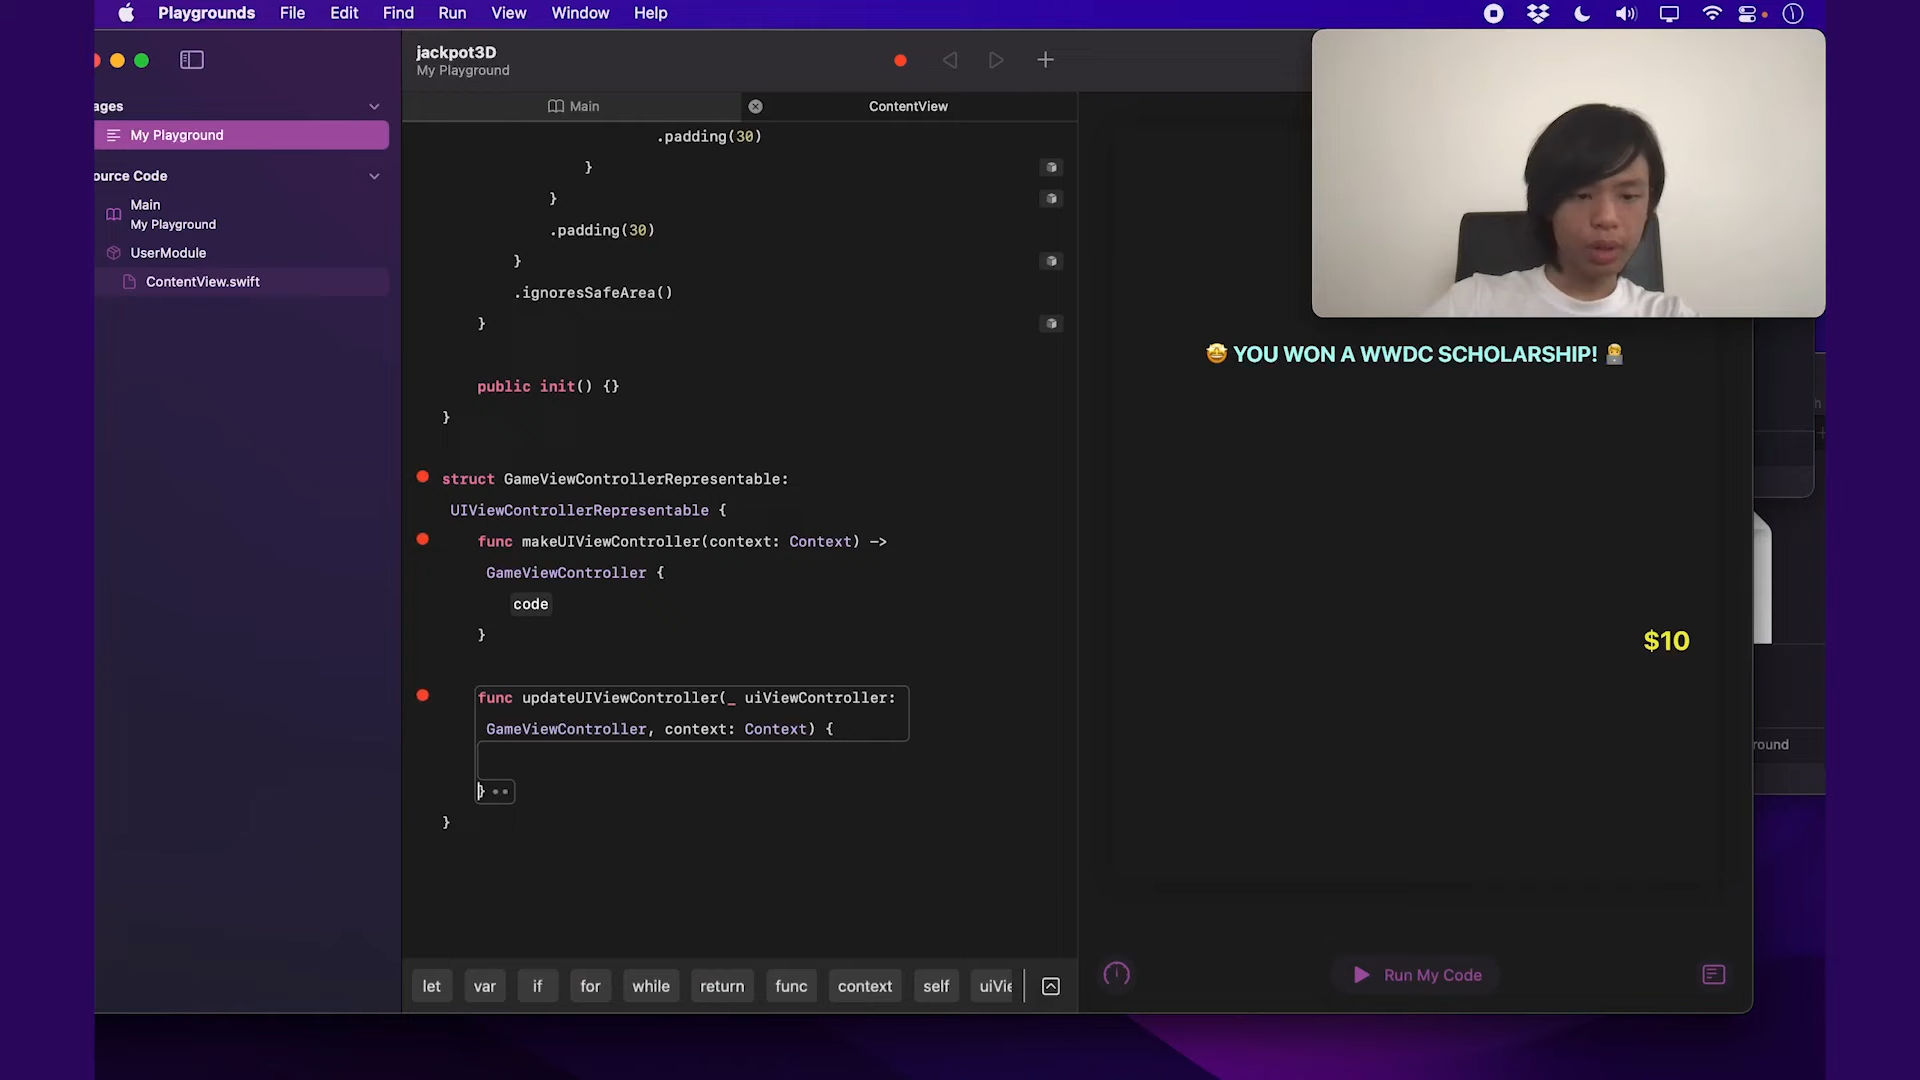 Playgrounds File Edit Find Run View Window Help
jackpot3D
My Playground
ages
My Playground
ource Code
Main
My Playground
UserModule
ContentView.swift
Main
ContentView
.padding(30)
}
}
.padding(30)
}
.ignoresSafeArea()
}
public init() {}
}
struct GameViewControllerRepresentable:
UIViewControllerRepresentable {
func makeUIViewController(context: Context) ->
GameViewController {
code
}
func updateUIViewController(_ uiViewController:
GameViewController, context: Context) {
}
}
let var if for while return func context self uiVie
🤩 YOU WON A WWDC SCHOLARSHIP! 👨‍💻
$10
Run My Code
round